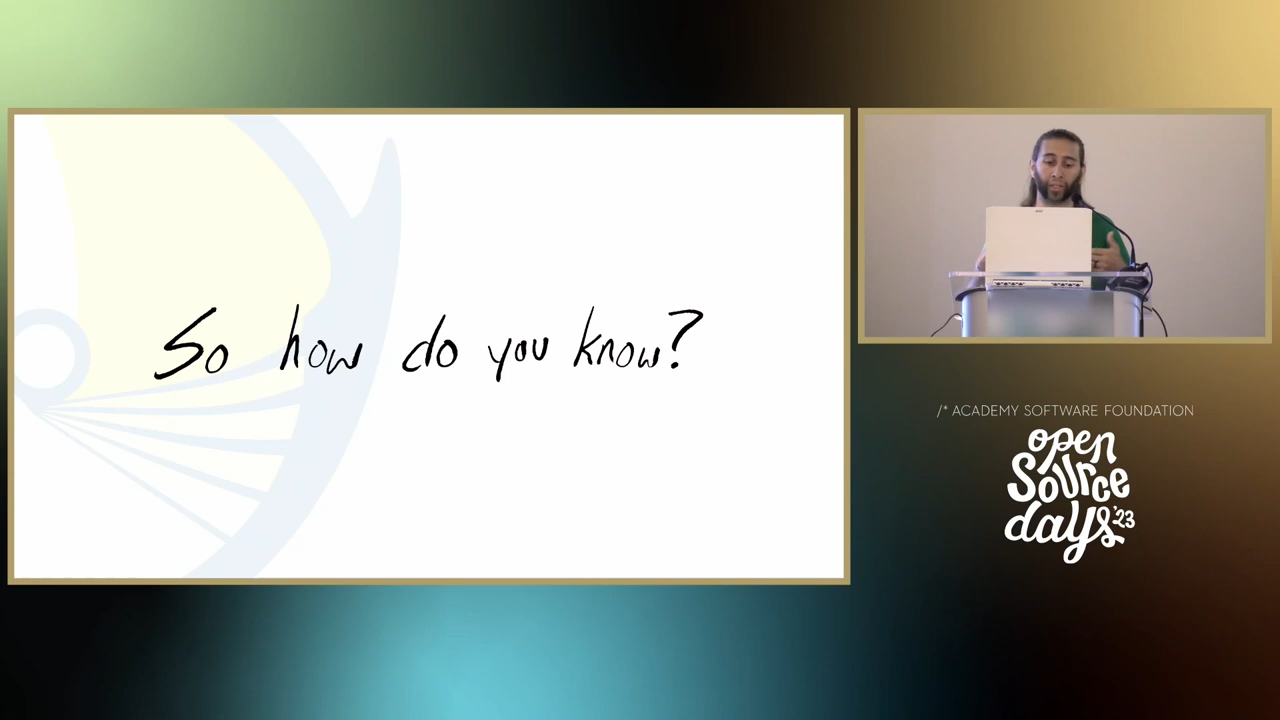 So how do you know?
/* ACADEMY SOFTWARE FOUNDATION
open
Source
days '23